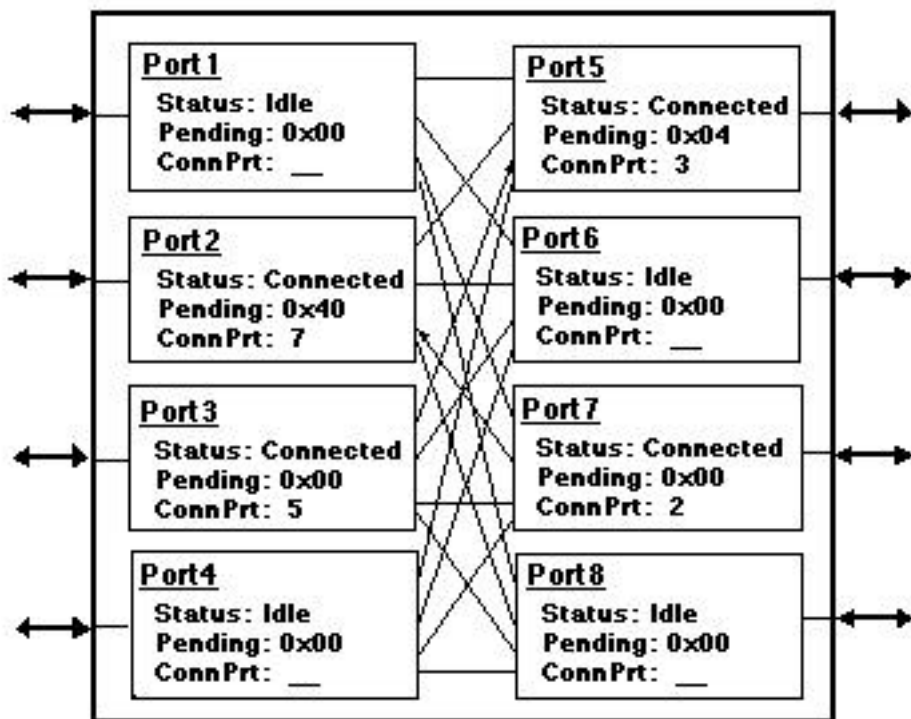 Port1
Status: Idle
Pending: 0x00
ConnPrt: __
Port2
Status: Connected
Pending: 0x40
ConnPrt: 7
Port3
Status: Connected
Pending: 0x00
ConnPrt: 5
Port4
Status: Idle
Pending: 0x00
ConnPrt: __
Port5
Status: Connected
Pending: 0x04
ConnPrt: 3
Port6
Status: Idle
Pending: 0x00
ConnPrt: __
Port7
Status: Connected
Pending: 0x00
ConnPrt: 2
Port8
Status: Idle
Pending: 0x00
ConnPrt: __